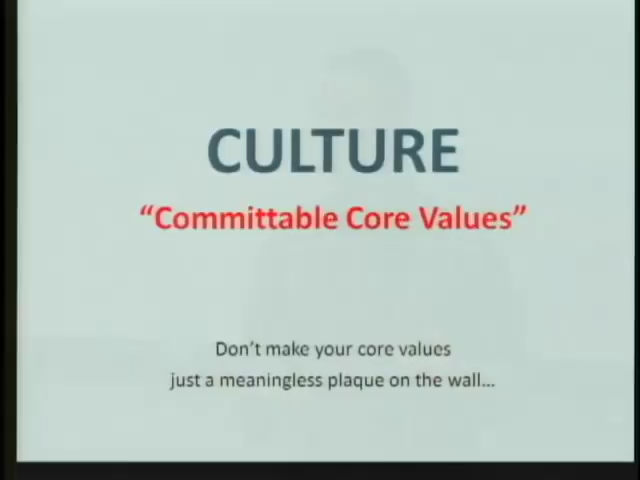 CULTURE
“Committable Core Values”
Don’t make your core values
just a meaningless plaque on the wall...